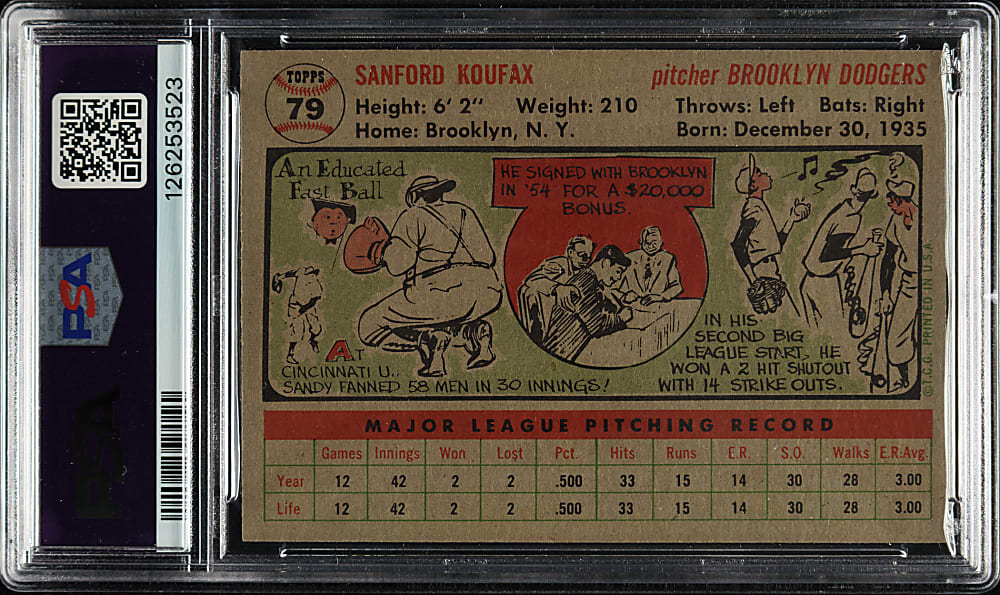 126253523
PSA
PSA
TOPPS
79
SANFORD KOUFAX
pitcher BROOKLYN DODGERS
Height: 6' 2" Weight: 210 Throws: Left Bats: Right
Home: Brooklyn, N. Y. Born: December 30, 1935
An Educated
Fast Ball
AT
CINCINNATI U.,
SANDY FANNED 58 MEN IN 30 INNINGS!
HE SIGNED WITH BROOKLYN
IN '54 FOR A $20,000
BONUS.
IN HIS
SECOND BIG
LEAGUE START, HE
WON A 2 HIT SHUTOUT
WITH 14 STRIKE OUTS.
© T.C.G. PRINTED IN U.S.A.
MAJOR LEAGUE PITCHING RECORD
Games Innings Won Lost Pct. Hits Runs E.R. S.O. Walks E.R.Avg.
Year 12 42 2 2 .500 33 15 14 30 28 3.00
Life 12 42 2 2 .500 33 15 14 30 28 3.00